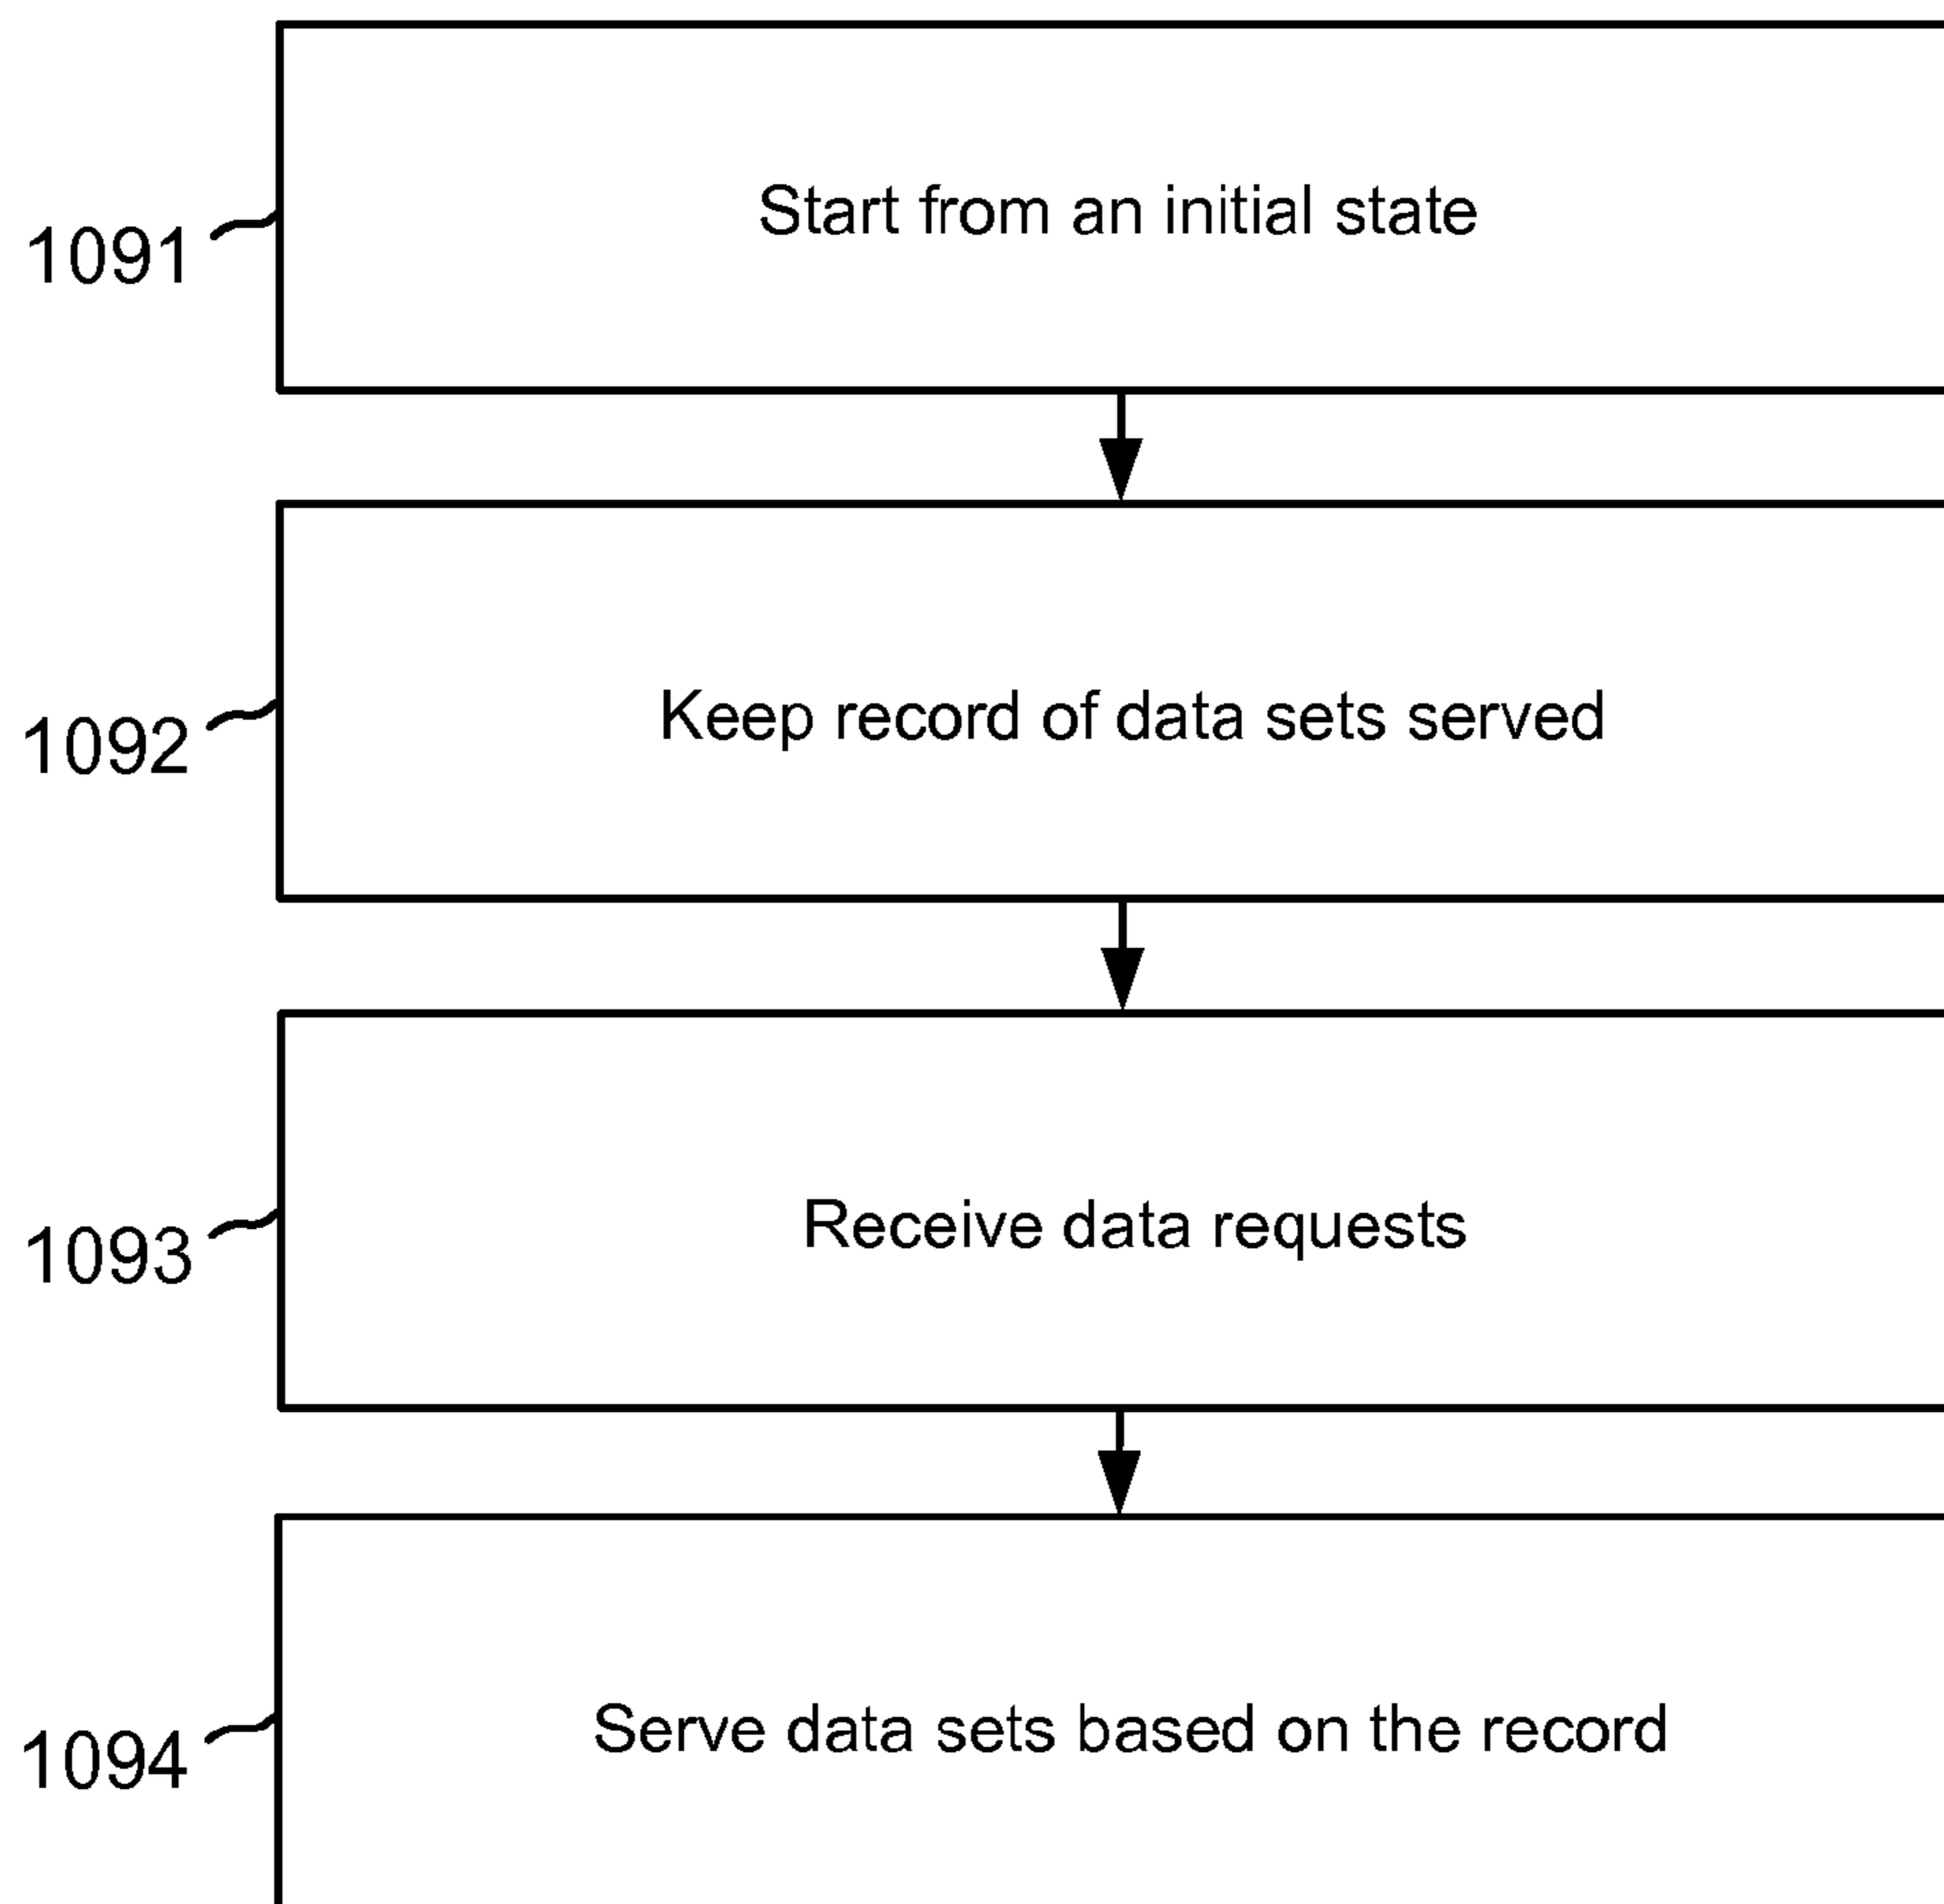 Start from an initial state
1091
Keep record of data sets served
1092
Receive data requests
1093
Serve data sets based on the record
1094